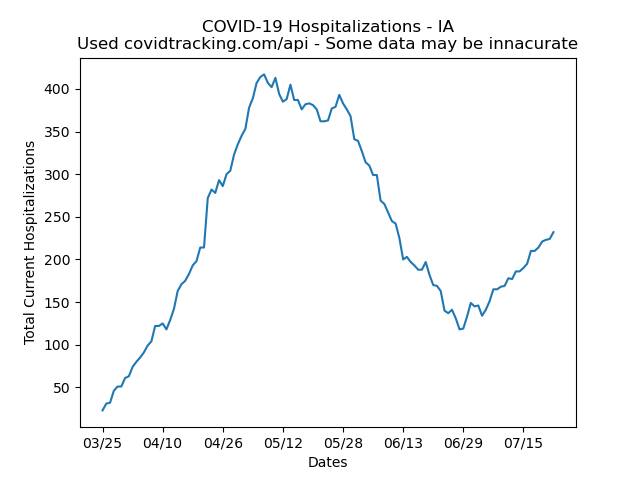 COVID-19 Hospitalizations - IA
Used covidtracking.com/api - Some data may be innacurate
Total Current Hospitalizations
400
350
300
250
200
150
100
50
03/25 04/10 04/26 05/12 05/28 06/13 06/29 07/15
Dates